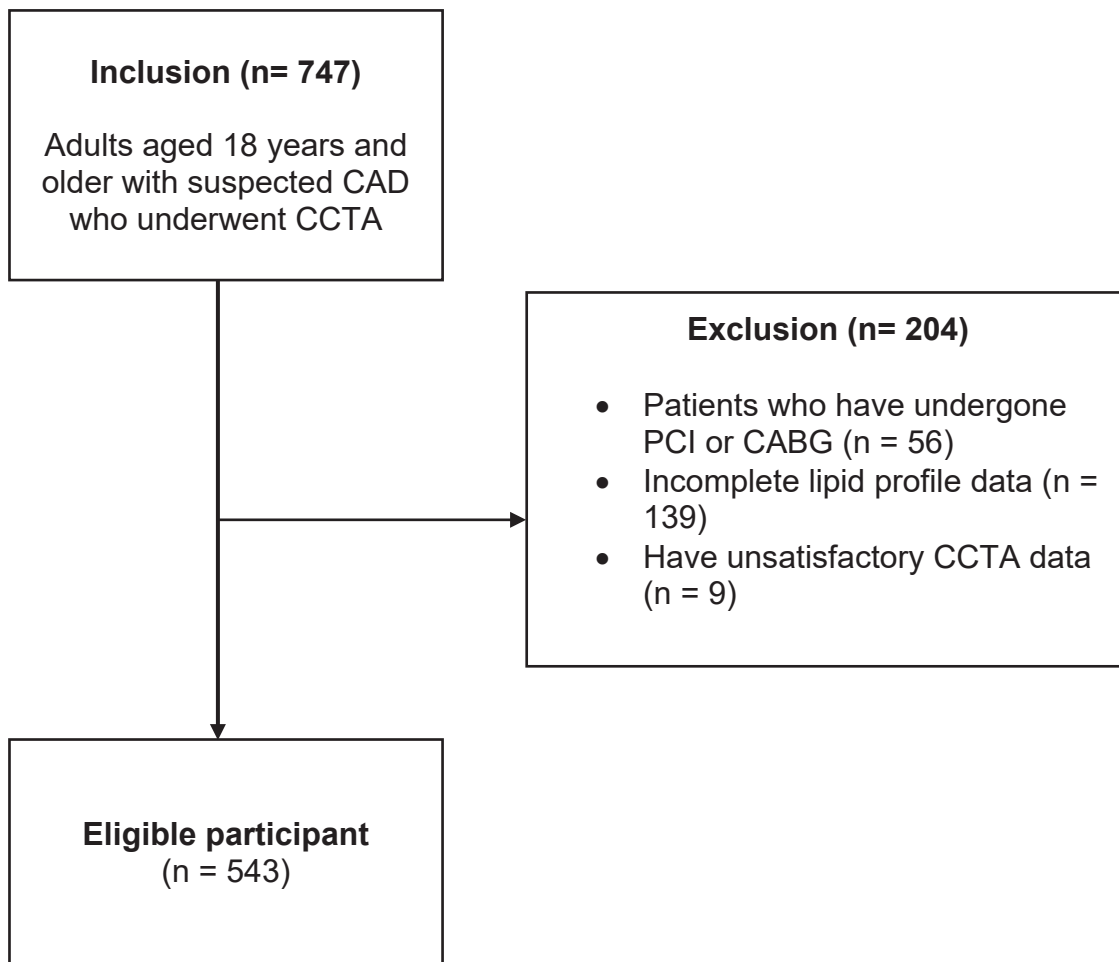 Inclusion (n= 747)
Adults aged 18 years and
older with suspected CAD
who underwent CCTA
Exclusion (n= 204)
• Patients who have undergone
PCI or CABG (n = 56)
• Incomplete lipid profile data (n =
139)
• Have unsatisfactory CCTA data
(n = 9)
Eligible participant
(n = 543)